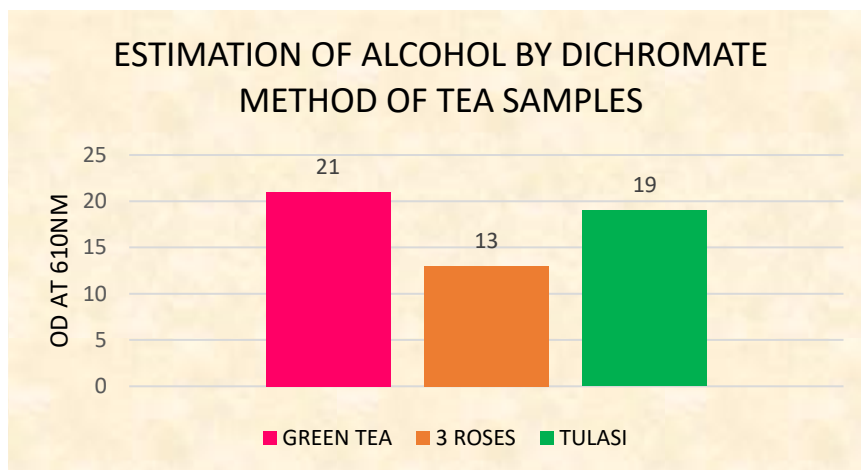 ESTIMATION OF ALCOHOL BY DICHROMATE
METHOD OF TEA SAMPLES
OD AT 610NM
25
20
15
10
5
0
21
13
19
GREEN TEA 3 ROSES TULASI